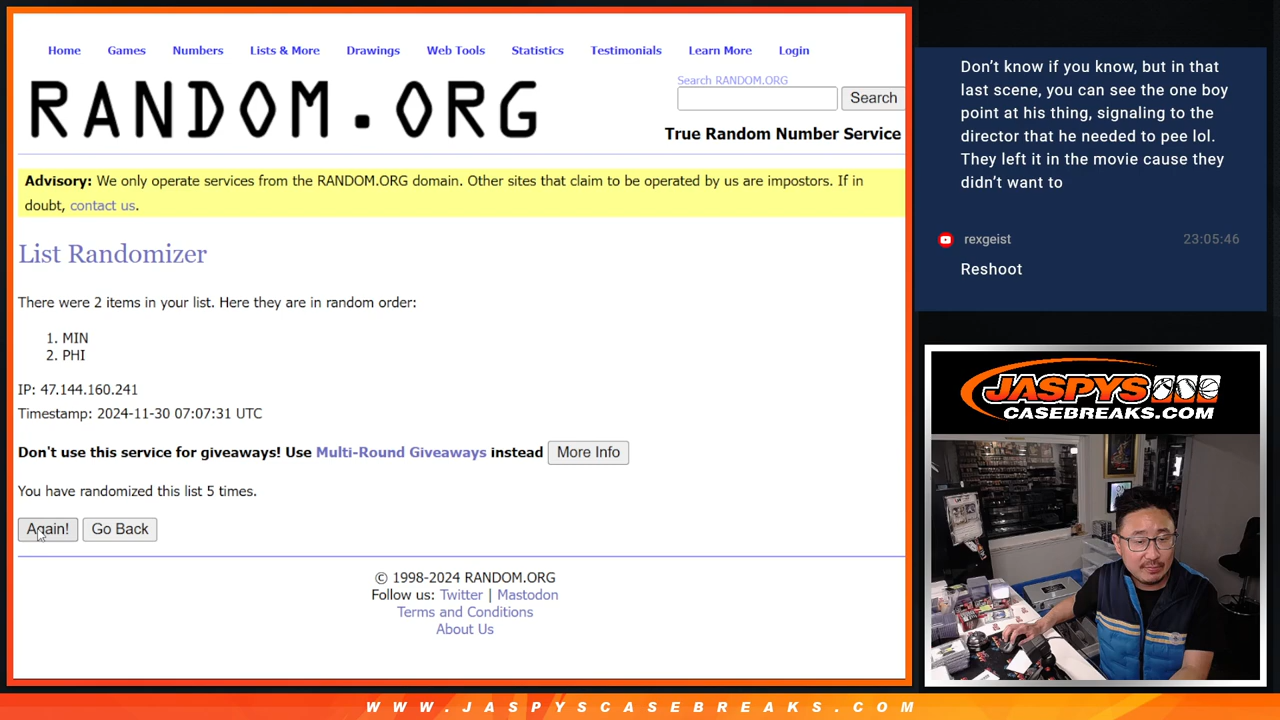 Home Games Numbers Lists & More Drawings Web Tools Statistics Testimonials Learn More Login
RANDOM.ORG
Search RANDOM.ORG
Search
True Random Number Service
Advisory: We only operate services from the RANDOM.ORG domain. Other sites that claim to be operated by us are impostors. If in
doubt, contact us.
List Randomizer
There were 2 items in your list. Here they are in random order:
1. MIN
2. PHI
IP: 47.144.160.241
Timestamp: 2024-11-30 07:07:31 UTC
Don't use this service for giveaways! Use Multi-Round Giveaways instead More Info
You have randomized this list 5 times.
Again! Go Back
© 1998-2024 RANDOM.ORG
Follow us: Twitter | Mastodon
Terms and Conditions
About Us
Don’t know if you know, but in that
last scene, you can see the one boy
point at his thing, signaling to the
director that he needed to pee lol.
They left it in the movie cause they
didn’t want to
rexgeist 23:05:46
Reshoot
JASPYS
CASEBREAKS.COM
WWW.JASPYSCASEBREAKS.COM